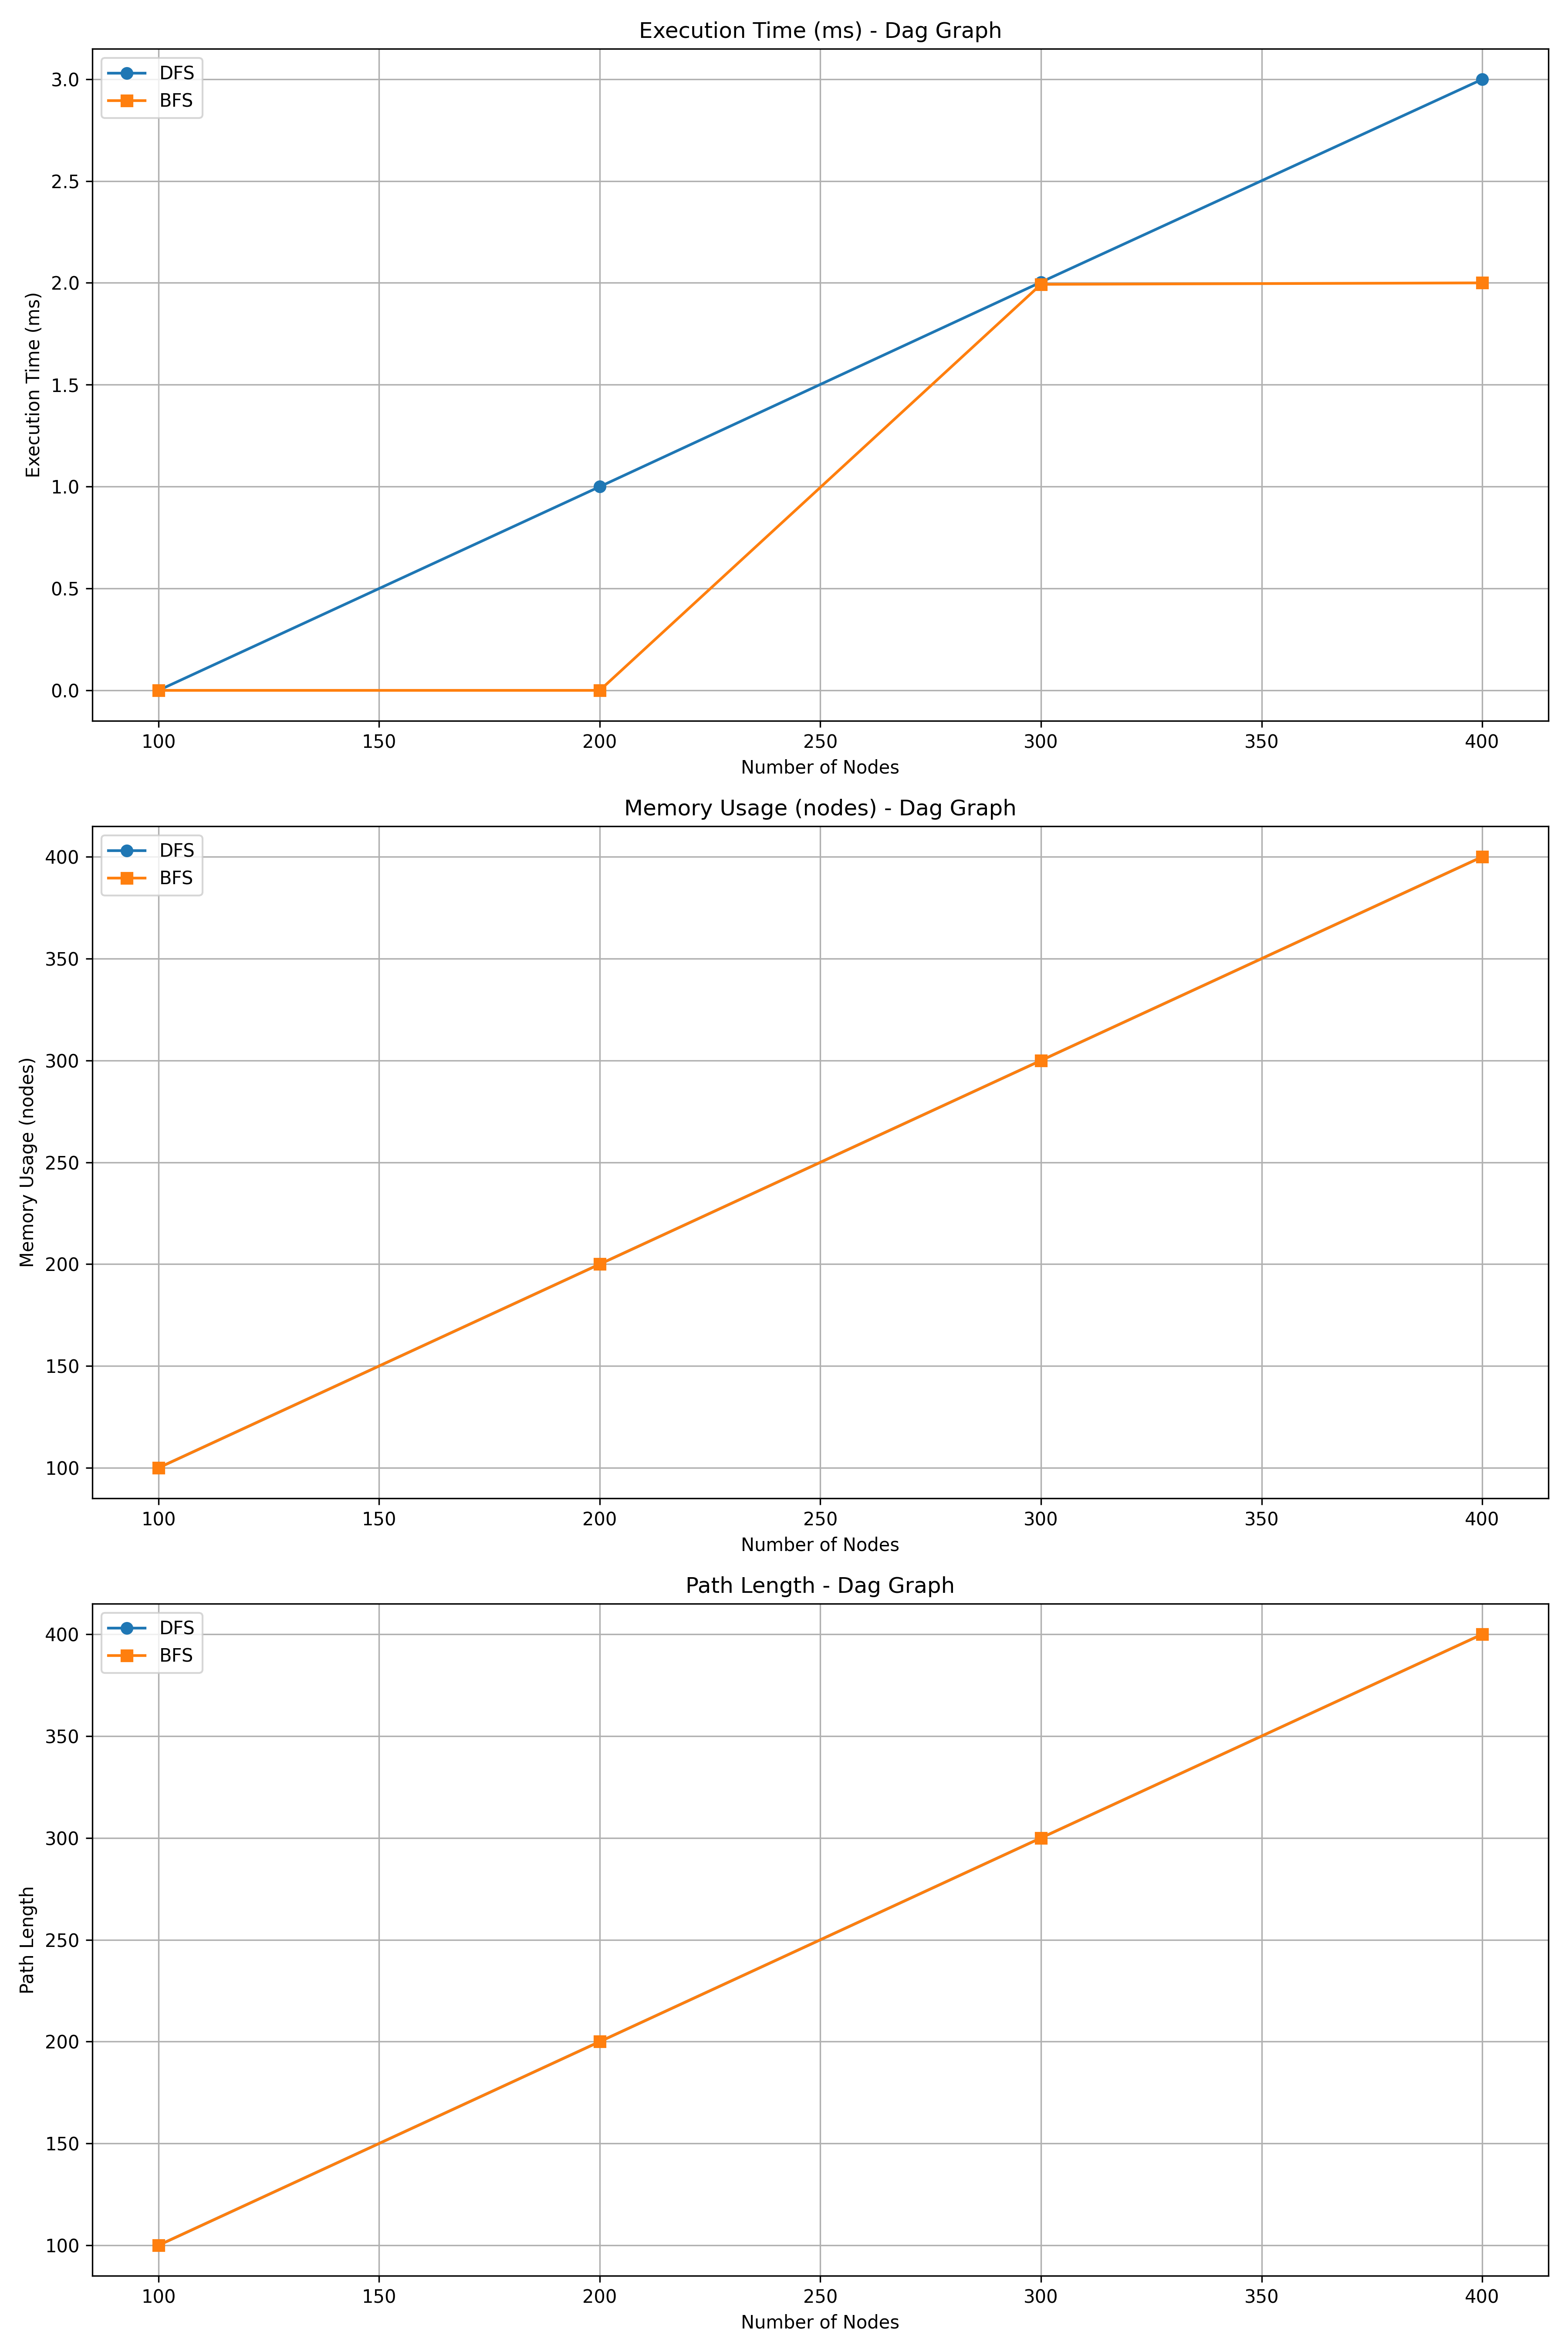 Execution Time (ms) - Dag Graph
DFS
BFS
3.0
2.5
2.0
1.5
1.0
0.5
0.0
Execution Time (ms)
100 150 200 250 300 350 400
Number of Nodes
Memory Usage (nodes) - Dag Graph
DFS
BFS
400
350
300
250
200
150
100
Memory Usage (nodes)
100 150 200 250 300 350 400
Number of Nodes
Path Length - Dag Graph
DFS
BFS
400
350
300
250
200
150
100
Path Length
100 150 200 250 300 350 400
Number of Nodes